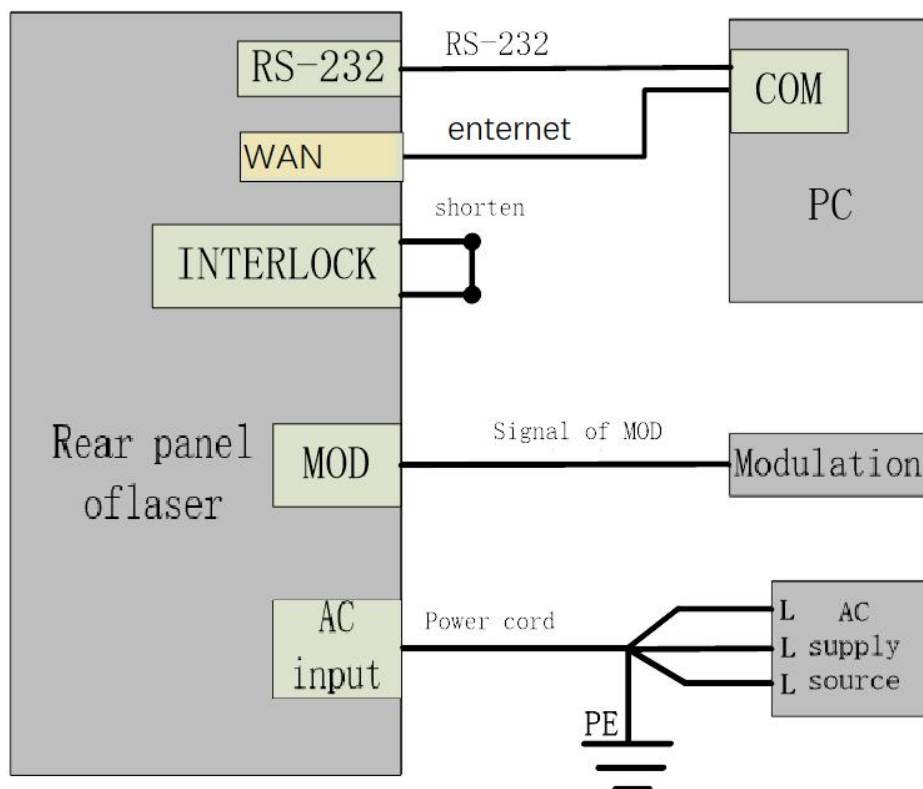 RS-232
RS-232
COM
WAN
enternet
PC
shorten
INTERLOCK
Rear panel
oflaser
MOD
Signal of MOD
Modulation
AC
input
Power cord
PE
L AC
L supply
L source